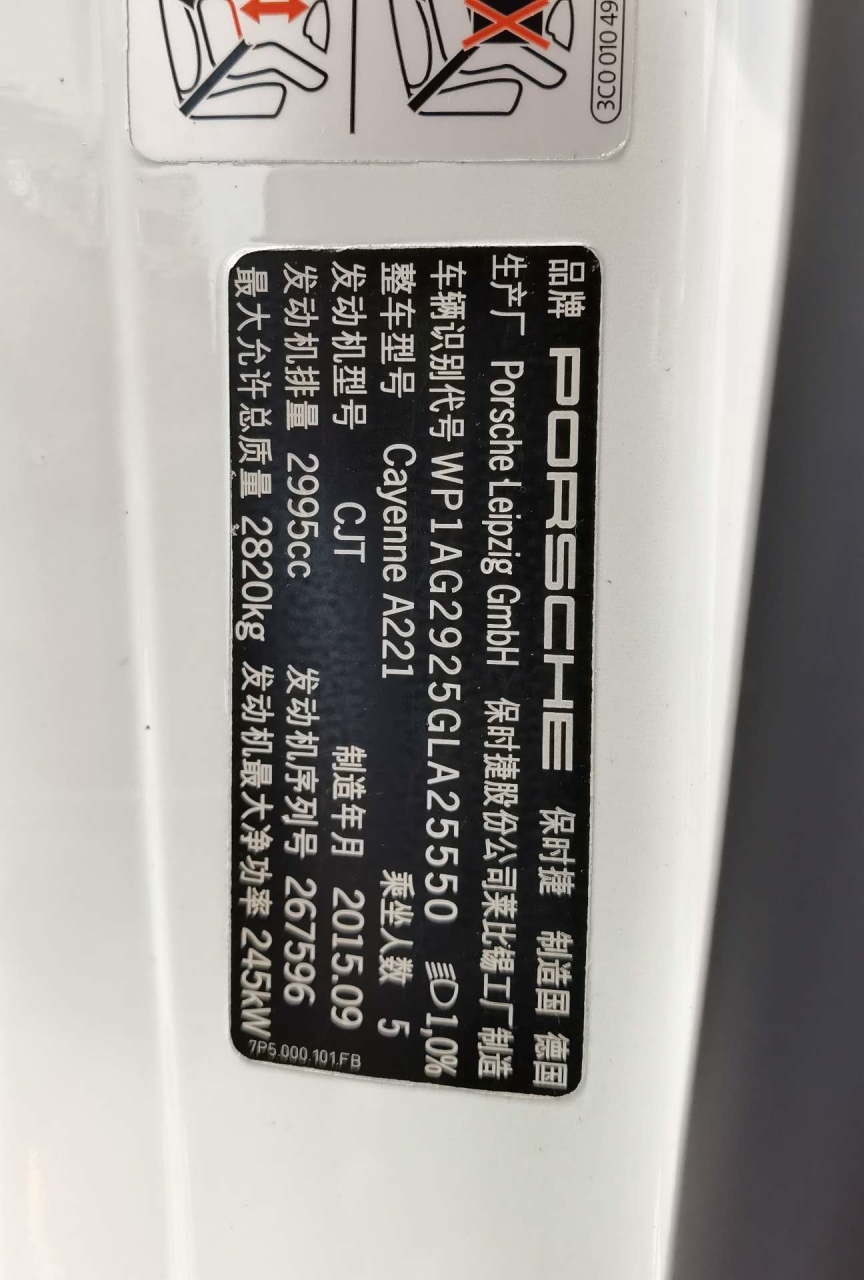 3C0 010 49
品牌 PORSCHE 保时捷 制造国 德国
生产厂 Porsche Leipzig GmbH 保时捷股份公司莱比锡工厂制造
车辆识别代号 WP1AG2925GLA25550 1,0%
整车型号 Cayenne A221 乘坐人数 5
发动机型号 CJT 制造年月 2015.09
发动机排量 2995cc 发动机序列号 267596
最大允许总质量 2820kg 发动机最大净功率 245kW
7P5.000.101.FB